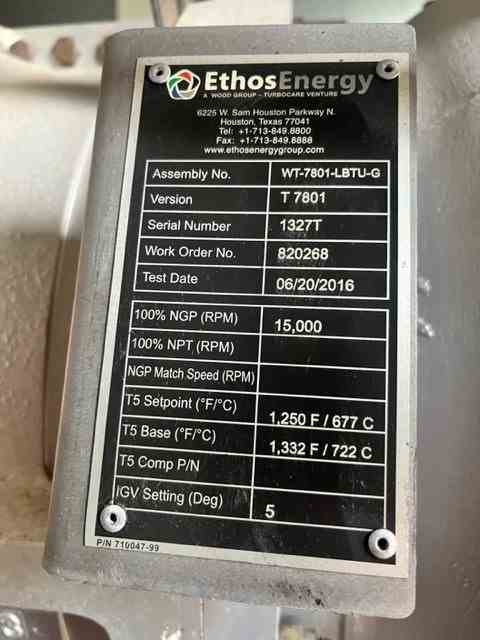 EthosEnergy
A WOOD GROUP - TURBOCARE VENTURE
6225 W. Sam Houston Parkway N.
Houston, Texas 77041
Tel: +1-713-849.8800
Fax: +1-713.849.8888
www.ethosenergygroup.com
Assembly No. WT-7801-LBTU-G
Version T 7801
Serial Number 1327T
Work Order No. 820268
Test Date 06/20/2016
100% NGP (RPM) 15,000
100% NPT (RPM)
NGP Match Speed (RPM)
T5 Setpoint (°F/°C) 1,250 F / 677 C
T5 Base (°F/°C) 1,332 F / 722 C
T5 Comp P/N
IGV Setting (Deg) 5
P/N 710047-99